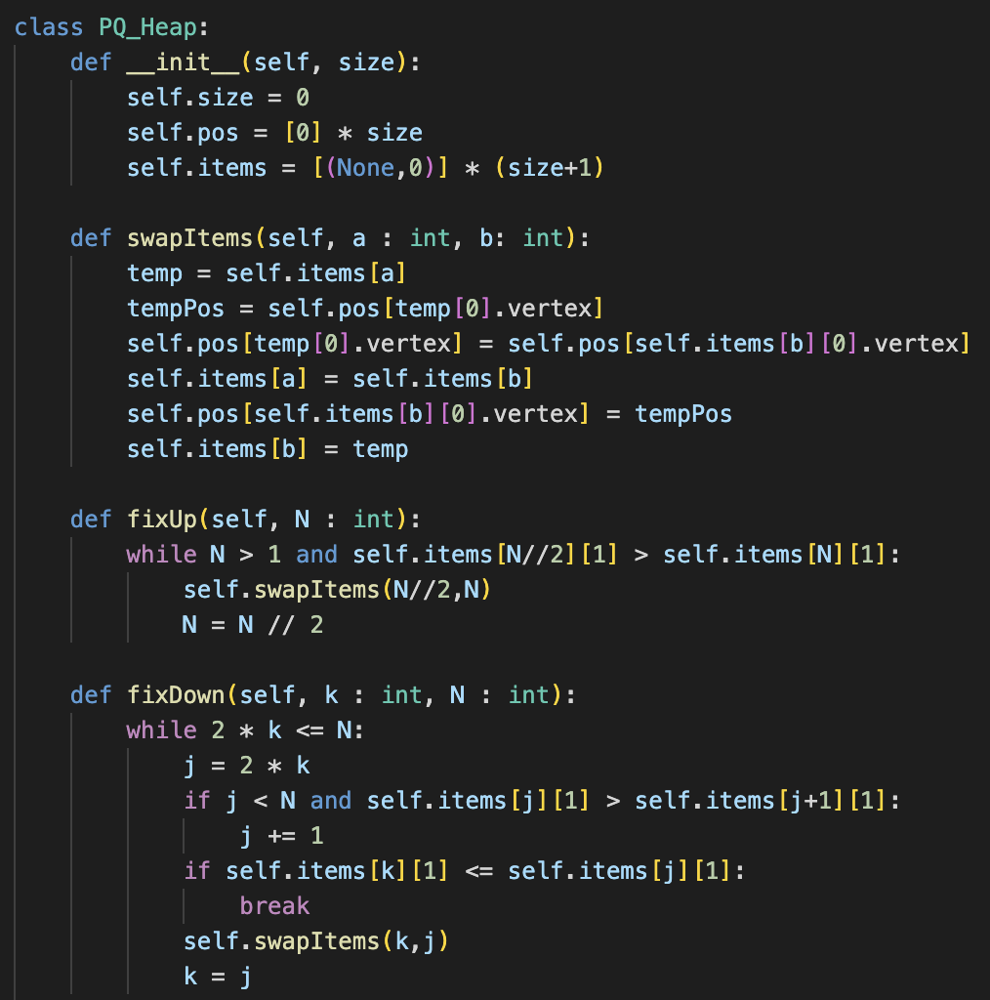 class PQ_Heap:
    def __init__(self, size):
        self.size = 0
        self.pos = [0] * size
        self.items = [(None,0)] * (size+1)

    def swapItems(self, a : int, b: int):
        temp = self.items[a]
        tempPos = self.pos[temp[0].vertex]
        self.pos[temp[0].vertex] = self.pos[self.items[b][0].vertex]
        self.items[a] = self.items[b]
        self.pos[self.items[b][0].vertex] = tempPos
        self.items[b] = temp

    def fixUp(self, N : int):
        while N > 1 and self.items[N//2][1] > self.items[N][1]:
            self.swapItems(N//2,N)
            N = N // 2

    def fixDown(self, k : int, N : int):
        while 2 * k <= N:
            j = 2 * k
            if j < N and self.items[j][1] > self.items[j+1][1]:
                j += 1
            if self.items[k][1] <= self.items[j][1]:
                break
            self.swapItems(k,j)
            k = j